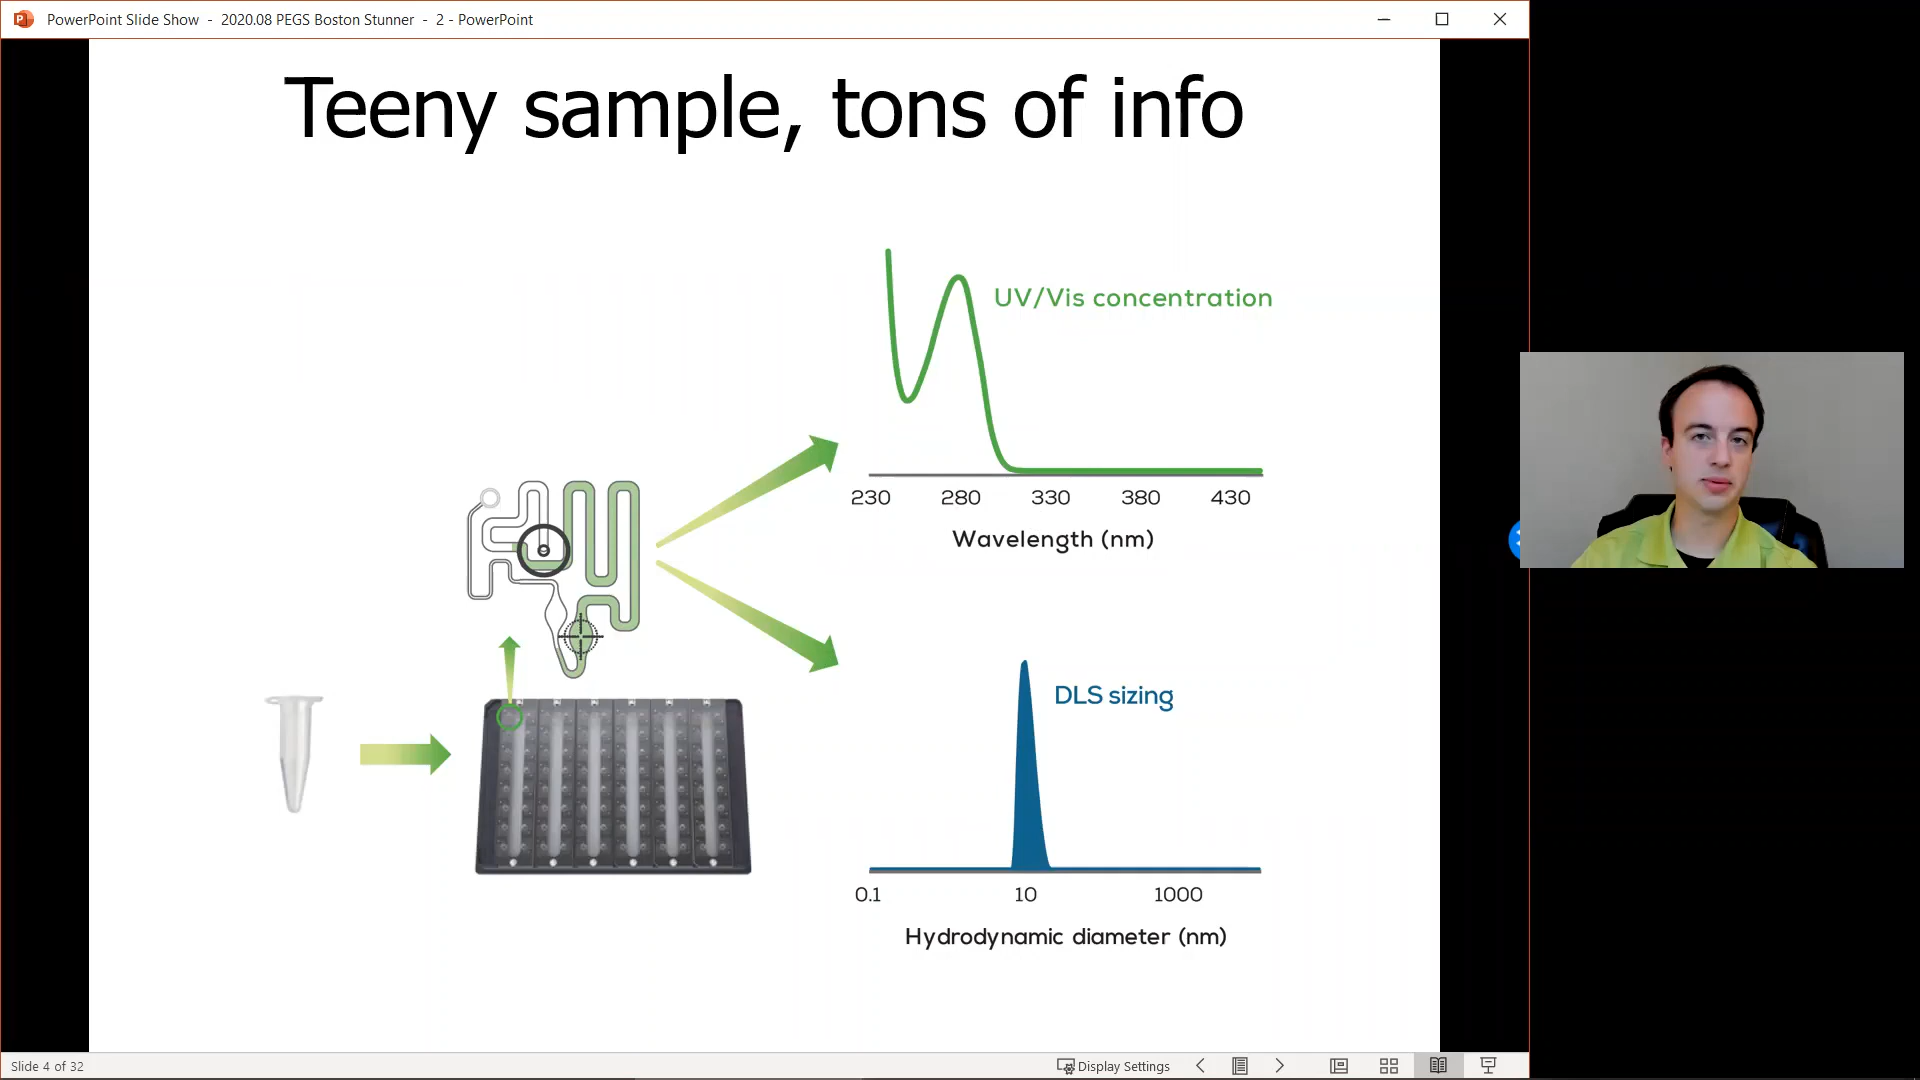 PowerPoint Slide Show - 2020.08 PEGS Boston Stunner - 2 - PowerPoint
Teeny sample, tons of info
UV/Vis concentration
230 280 330 380 430
Wavelength (nm)
DLS sizing
0.1 10 1000
Hydrodynamic diameter (nm)
Slide 4 of 32
Display Settings